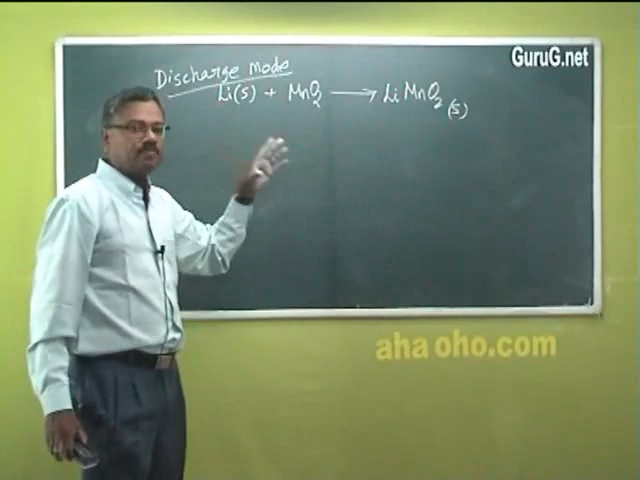 GuruG.net
Discharge mode
Li(s) + MnO2 ⟶ LiMnO2 (s)
aha oho.com